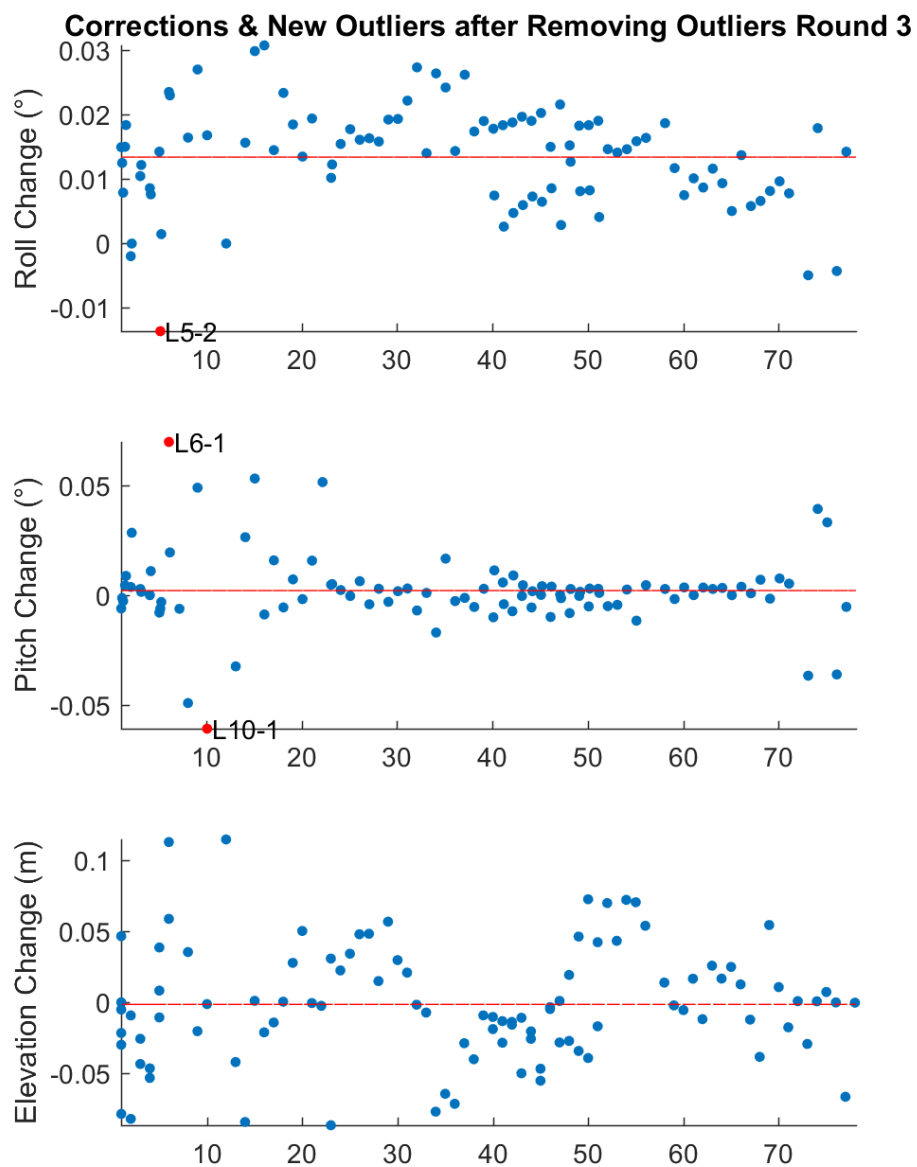 Corrections & New Outliers after Removing Outliers Round 3
Roll Change (°)
0.03
0.02
0.01
0
-0.01
L5-2
10 20 30 40 50 60 70
Pitch Change (°)
L6-1
0.05
0
-0.05
L10-1
10 20 30 40 50 60 70
Elevation Change (m)
0.1
0.05
0
-0.05
10 20 30 40 50 60 70